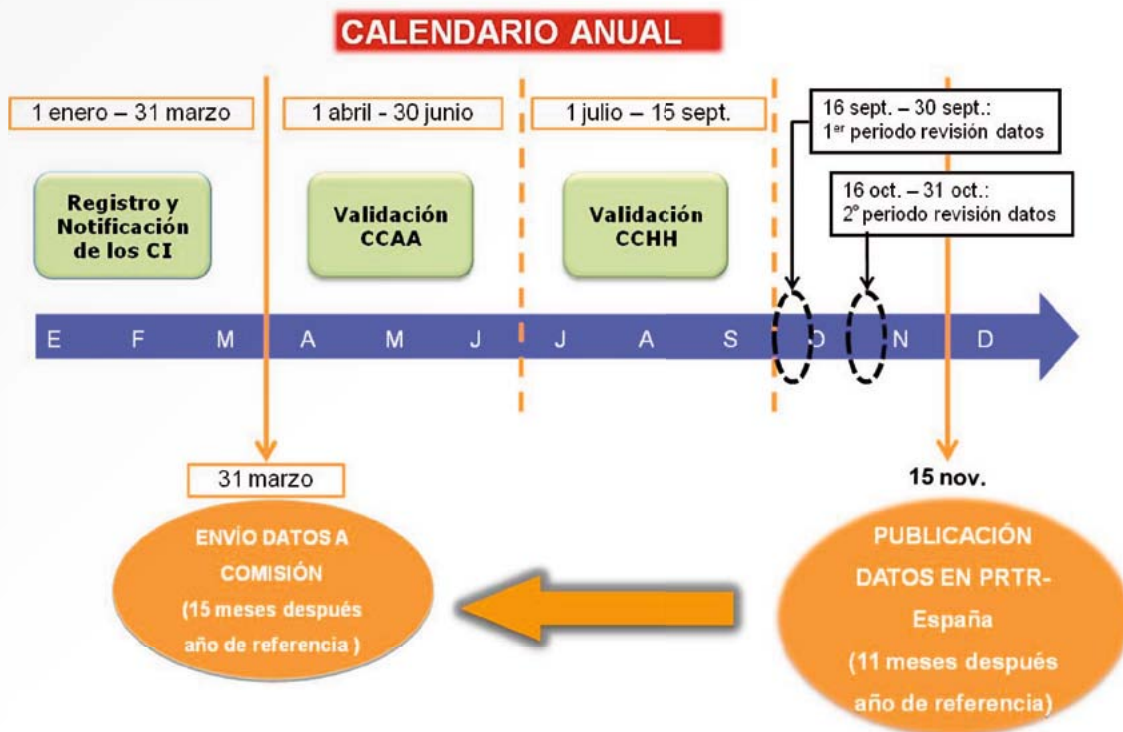 CALENDARIO ANUAL
1 enero – 31 marzo
1 abril - 30 junio
1 julio – 15 sept.
16 sept. – 30 sept.:
1er periodo revisión datos
16 oct. – 31 oct.:
2º periodo revisión datos
Registro y
Notificación
de los CI
Validación
CCAA
Validación
CCHH
E F M A M J J A S O N D
31 marzo
ENVÍO DATOS A
COMISIÓN
(15 meses después
año de referencia )
15 nov.
PUBLICACIÓN
DATOS EN PRTR-
España
(11 meses después
año de referencia)